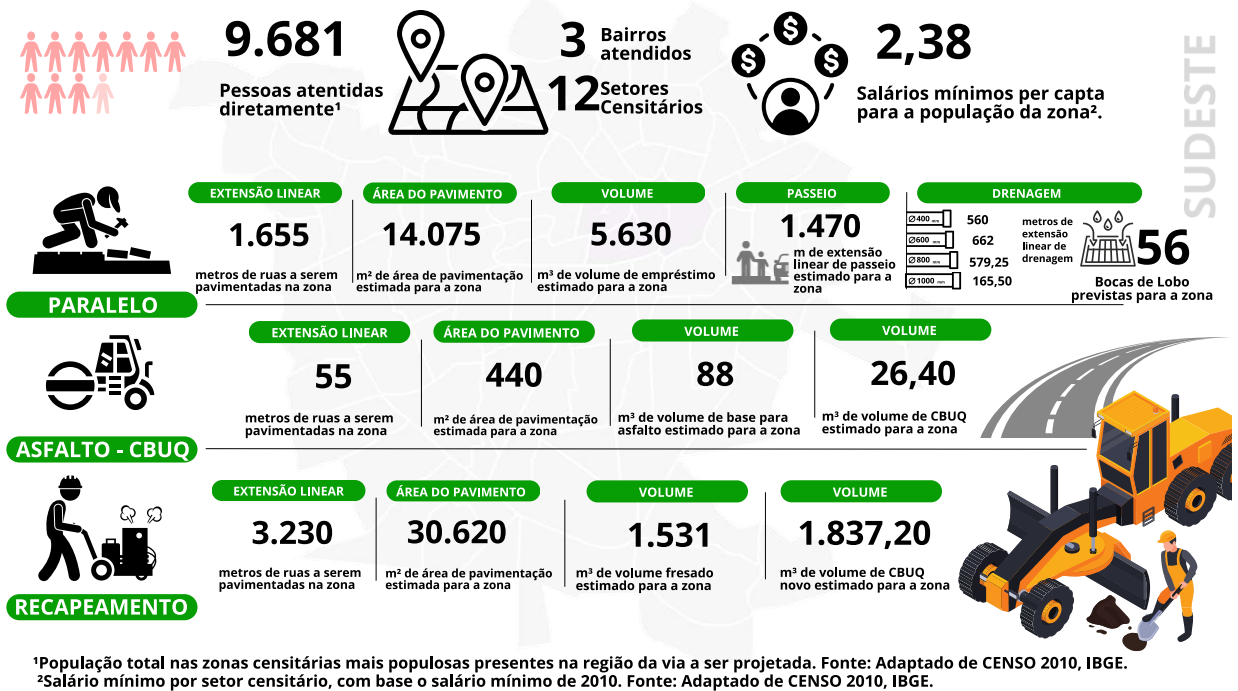 9.681
Pessoas atentidas
diretamente¹
3 Bairros
atendidos
12 Setores
Censitários
2,38
Salários mínimos per capta
para a população da zona².
SUDESTE
PARALELO
EXTENSÃO LINEAR
1.655
metros de ruas a serem
pavimentadas na zona
ÁREA DO PAVIMENTO
14.075
m² de área de pavimentação
estimada para a zona
VOLUME
5.630
m³ de volume de empréstimo
estimado para a zona
PASSEIO
1.470
m de extensão
linear de passeio
estimado para a
zona
DRENAGEM
Ø 400 mm 560
Ø 600 mm 662
Ø 800 mm 579,25
Ø 1000 mm 165,50
metros de
extensão
linear de
drenagem
56
Bocas de Lobo
previstas para a zona
ASFALTO - CBUQ
EXTENSÃO LINEAR
55
metros de ruas a serem
pavimentadas na zona
ÁREA DO PAVIMENTO
440
m² de área de pavimentação
estimada para a zona
VOLUME
88
m³ de volume de base para
asfalto estimado para a zona
VOLUME
26,40
m³ de volume de CBUQ
estimado para a zona
RECAPEAMENTO
EXTENSÃO LINEAR
3.230
metros de ruas a serem
pavimentadas na zona
ÁREA DO PAVIMENTO
30.620
m² de área de pavimentação
estimada para a zona
VOLUME
1.531
m³ de volume fresado
estimado para a zona
VOLUME
1.837,20
m³ de volume de CBUQ
novo estimado para a zona
¹População total nas zonas censitárias mais populosas presentes na região da via a ser projetada. Fonte: Adaptado de CENSO 2010, IBGE.
²Salário mínimo por setor censitário, com base o salário mínimo de 2010. Fonte: Adaptado de CENSO 2010, IBGE.